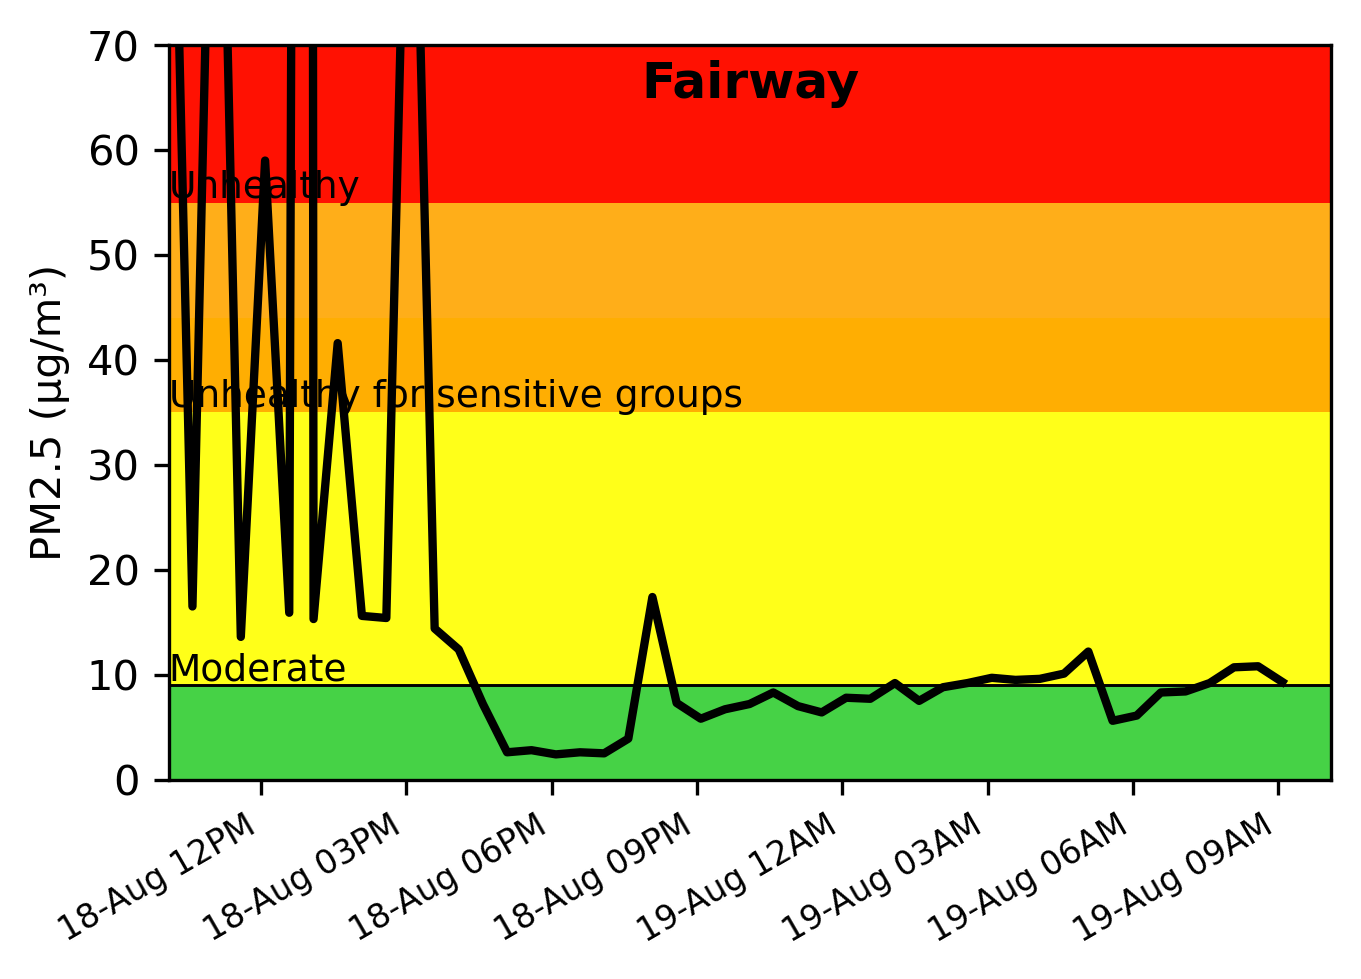 Fairway
PM2.5 (µg/m³)
70
60
50
40
30
20
10
0
Unhealthy
Unhealthy for sensitive groups
Moderate
18-Aug 12PM
18-Aug 03PM
18-Aug 06PM
18-Aug 09PM
19-Aug 12AM
19-Aug 03AM
19-Aug 06AM
19-Aug 09AM